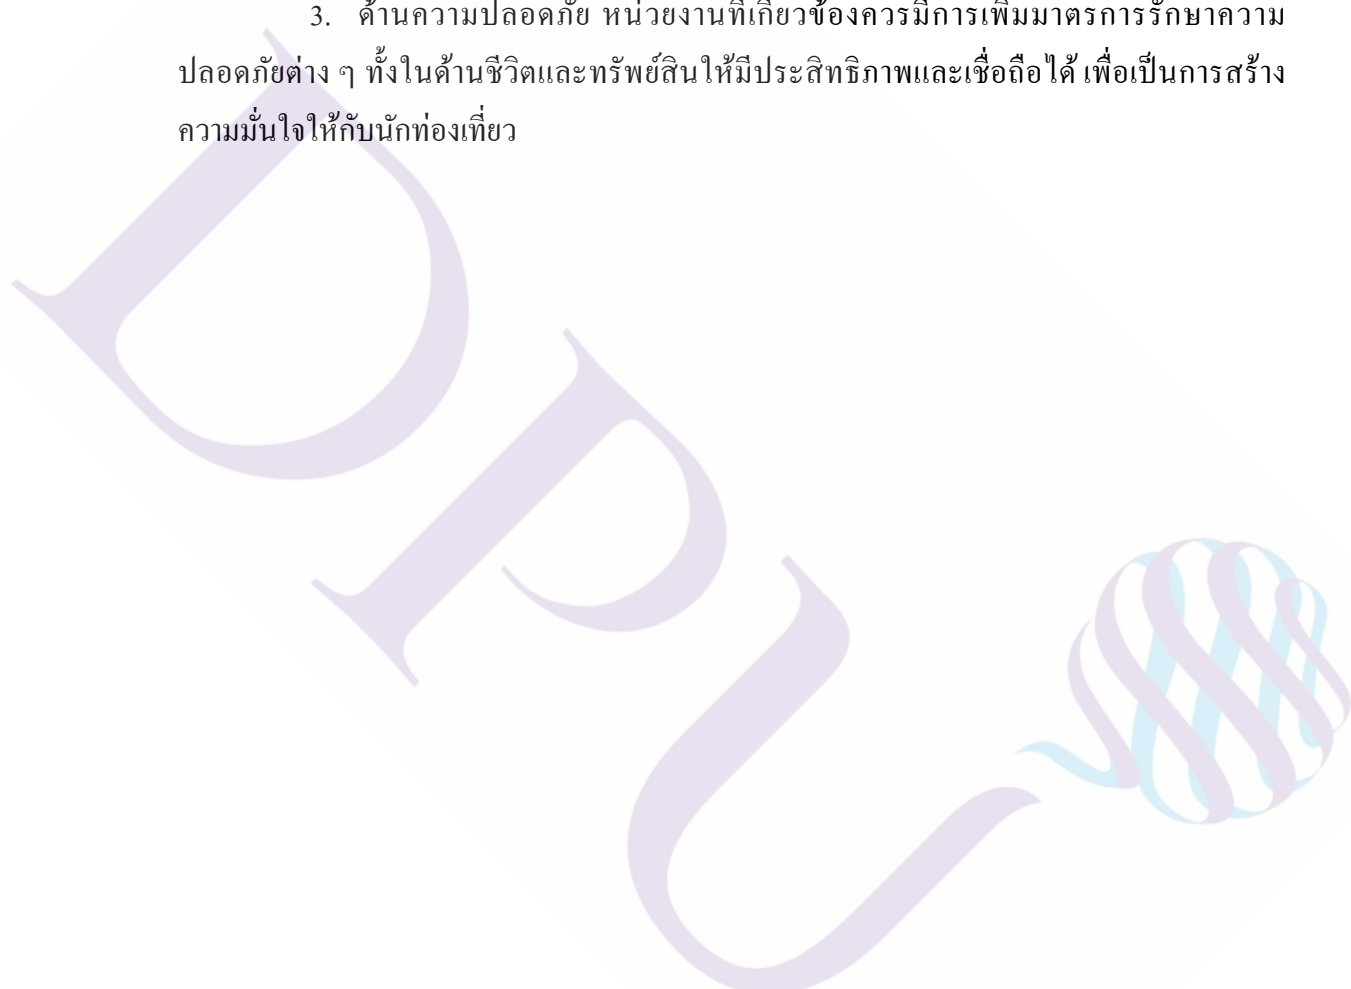 3. ด้านความปลอดภัย หน่วยงานที่เกี่ยวข้องควรมีการเพิ่มมาตรการรักษาความ
ปลอดภัยต่าง ๆ ทั้งในด้านชีวิตและทรัพย์สินให้มีประสิทธิภาพและเชื่อถือได้ เพื่อเป็นการสร้าง
ความมั่นใจให้กับนักท่องเที่ยว
DPU